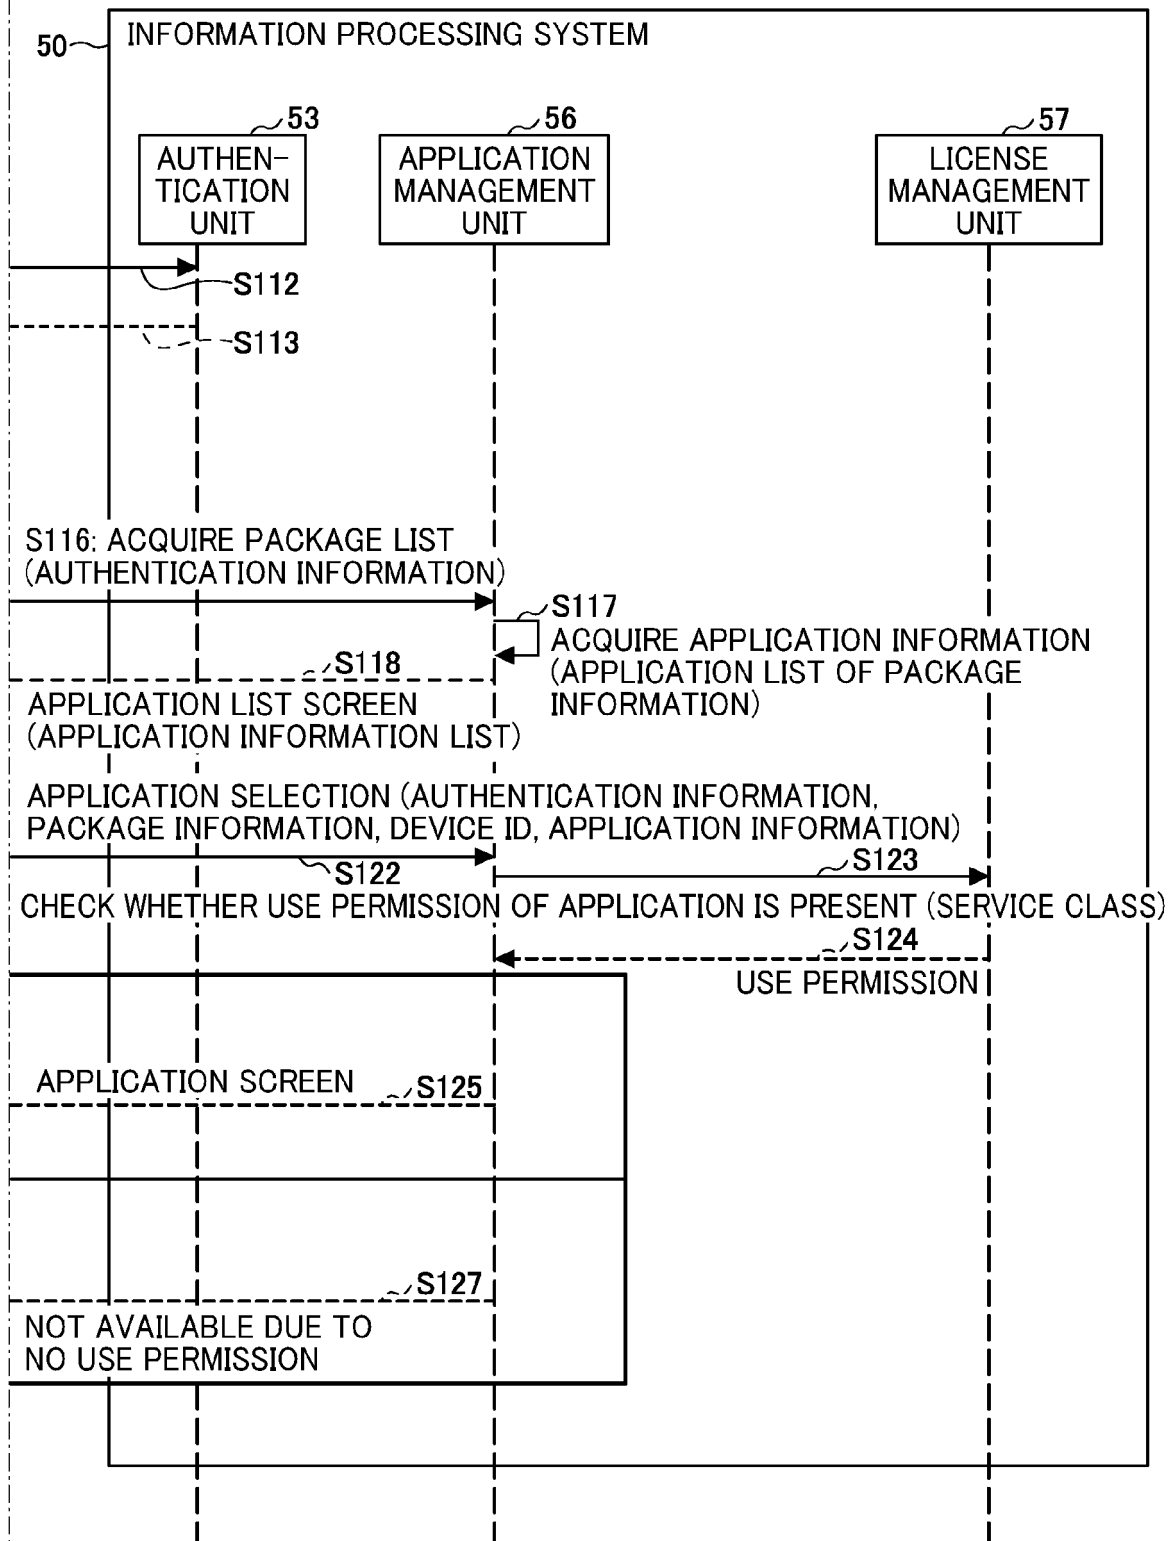 50
INFORMATION PROCESSING SYSTEM
53
AUTHEN-
TICATION
UNIT
56
APPLICATION
MANAGEMENT
UNIT
57
LICENSE
MANAGEMENT
UNIT
S112
S113
S116: ACQUIRE PACKAGE LIST
(AUTHENTICATION INFORMATION)
S117
ACQUIRE APPLICATION INFORMATION
(APPLICATION LIST OF PACKAGE
INFORMATION)
S118
APPLICATION LIST SCREEN
(APPLICATION INFORMATION LIST)
APPLICATION SELECTION (AUTHENTICATION INFORMATION,
PACKAGE INFORMATION, DEVICE ID, APPLICATION INFORMATION)
S122
S123
CHECK WHETHER USE PERMISSION OF APPLICATION IS PRESENT (SERVICE CLASS)
S124
USE PERMISSION
APPLICATION SCREEN
S125
S127
NOT AVAILABLE DUE TO
NO USE PERMISSION